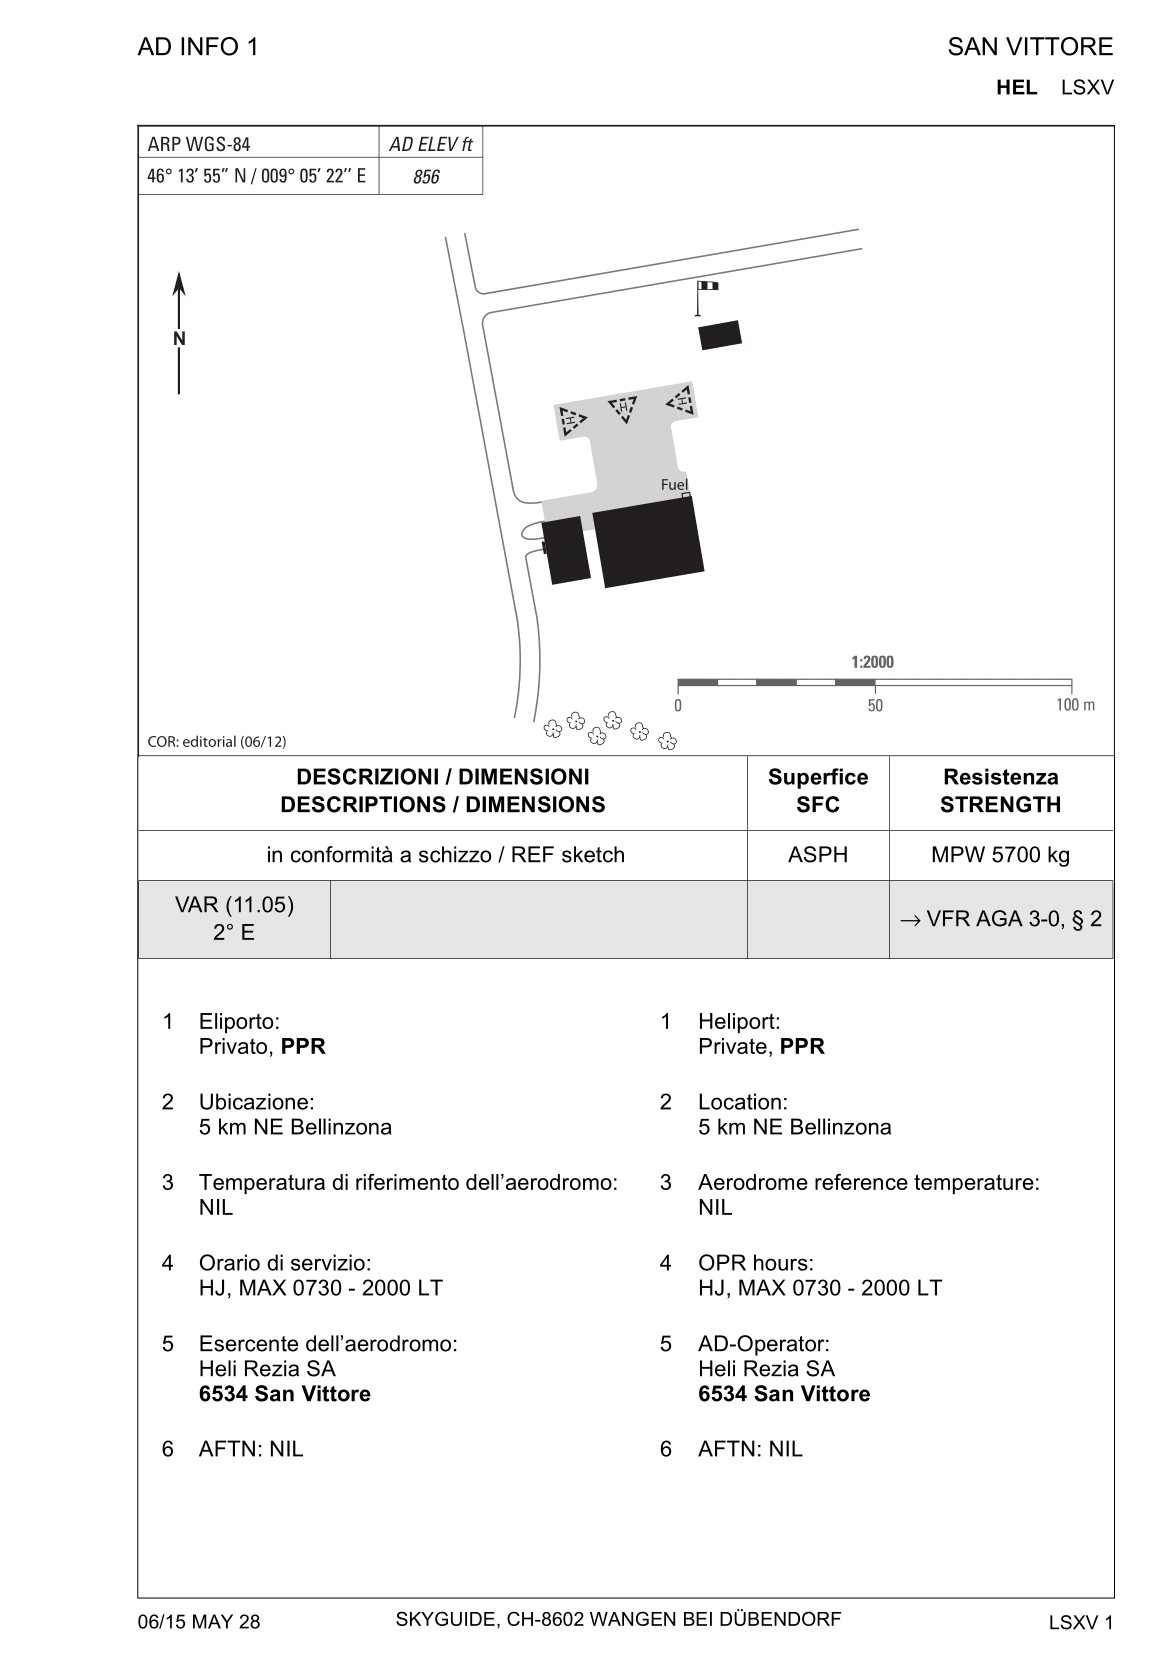 AD INFO 1
SAN VITTORE
HEL LSXV
ARP WGS-84
AD ELEV ft
46° 13′ 55″ N / 009° 05′ 22′′ E
856
N
H
H
H
Fuel
1:2000
0
50
100 m
COR: editorial (06/12)
DESCRIZIONI / DIMENSIONI
DESCRIPTIONS / DIMENSIONS
Superfice
SFC
Resistenza
STRENGTH
in conformità a schizzo / REF sketch
ASPH
MPW 5700 kg
VAR (11.05)
2° E
→ VFR AGA 3-0, § 2
1 Eliporto:
Privato, PPR
2 Ubicazione:
5 km NE Bellinzona
3 Temperatura di riferimento dell’aerodromo:
NIL
4 Orario di servizio:
HJ, MAX 0730 - 2000 LT
5 Esercente dell’aerodromo:
Heli Rezia SA
6534 San Vittore
6 AFTN: NIL
1 Heliport:
Private, PPR
2 Location:
5 km NE Bellinzona
3 Aerodrome reference temperature:
NIL
4 OPR hours:
HJ, MAX 0730 - 2000 LT
5 AD-Operator:
Heli Rezia SA
6534 San Vittore
6 AFTN: NIL
06/15 MAY 28
SKYGUIDE, CH-8602 WANGEN BEI DÜBENDORF
LSXV 1